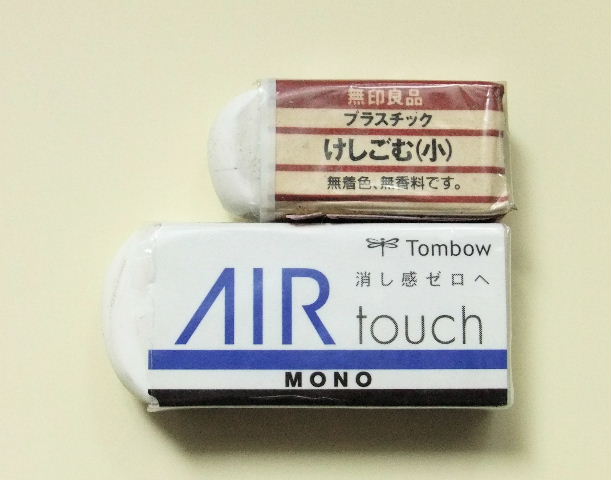 無印良品
プラスチック
けしごむ(小)
無着色、無香料です。
Tombow
消し感ゼロへ
AIR touch
MONO